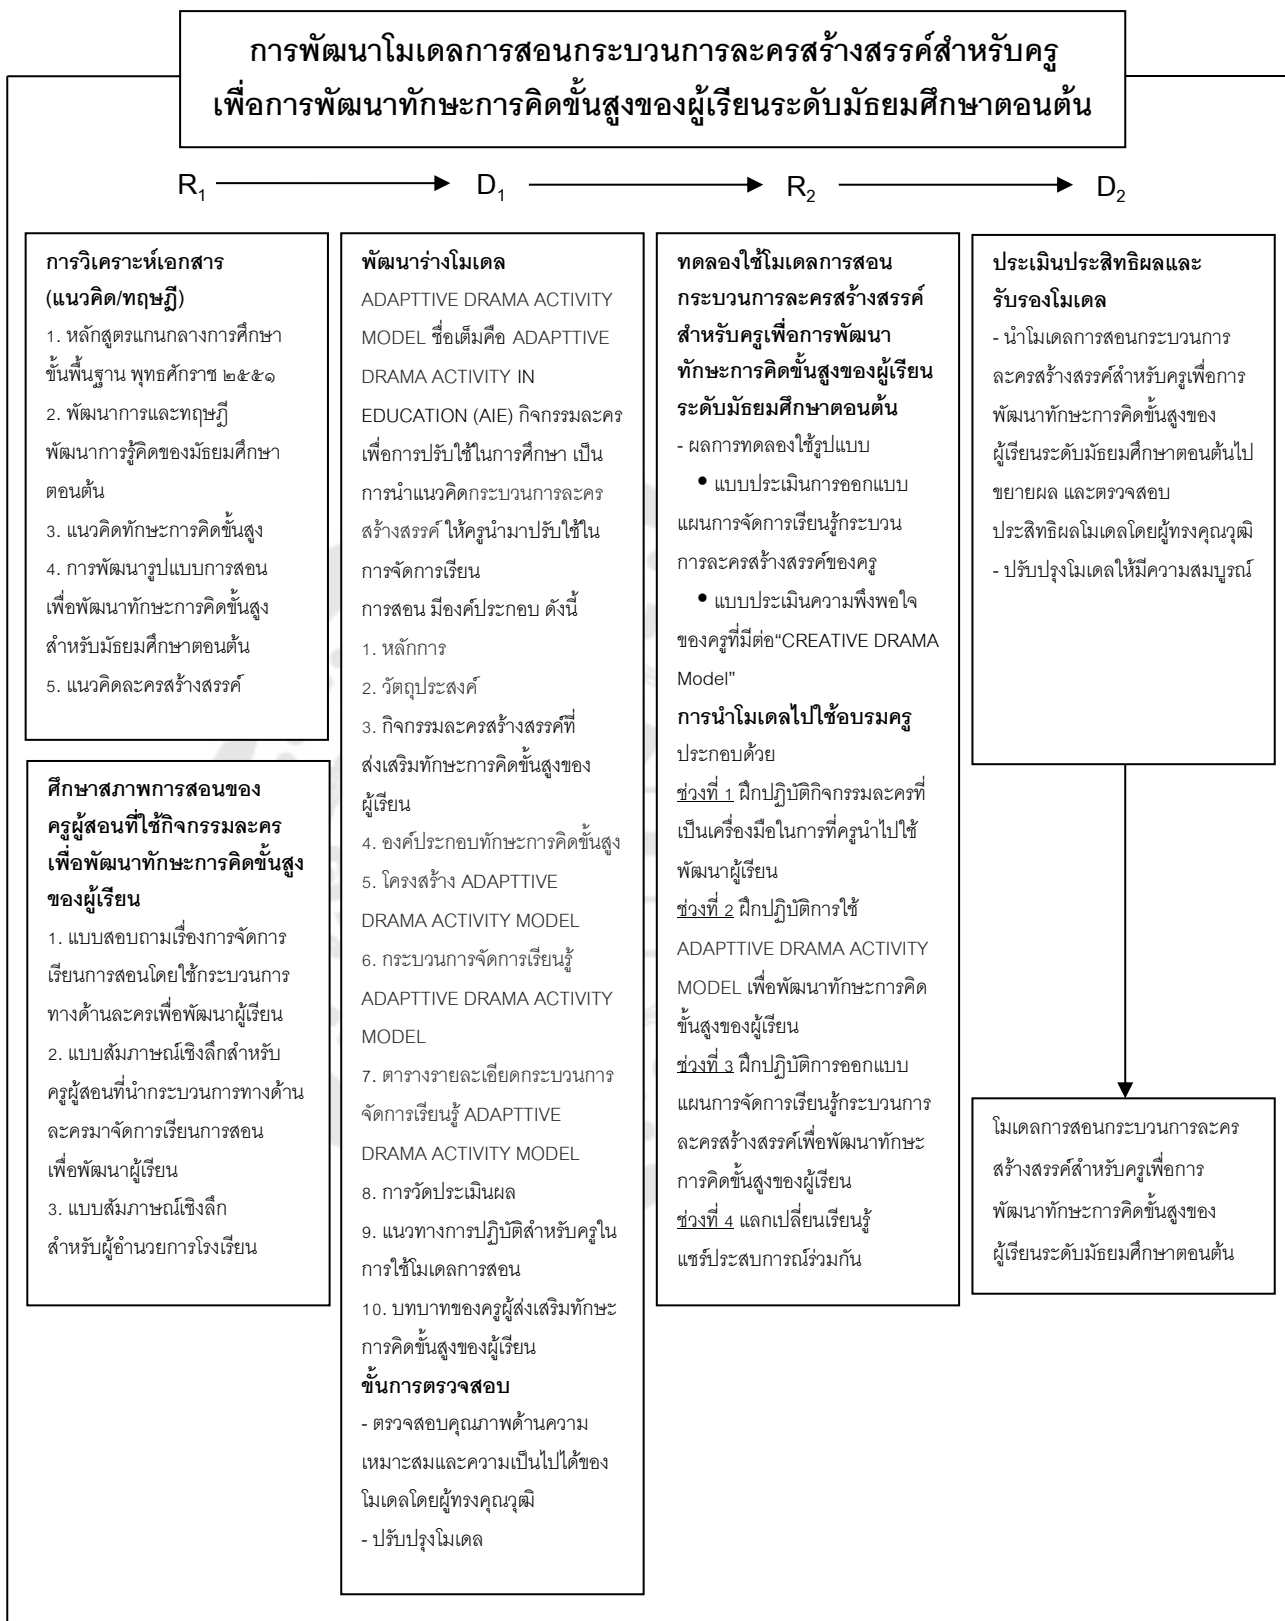 การพัฒนาโมเดลการสอนกระบวนการละครสร้างสรรค์สำหรับครู
เพื่อการพัฒนาทักษะการคิดขั้นสูงของผู้เรียนระดับมัธยมศึกษาตอนต้น
R1 D1 R2 D2
การวิเคราะห์เอกสาร
(แนวคิด/ทฤษฎี)
1. หลักสูตรแกนกลางการศึกษา
ขั้นพื้นฐาน พุทธศักราช ๒๕๕๑
2. พัฒนาการและทฤษฎี
พัฒนาการรู้คิดของมัธยมศึกษา
ตอนต้น
3. แนวคิดทักษะการคิดขั้นสูง
4. การพัฒนารูปแบบการสอน
เพื่อพัฒนาทักษะการคิดขั้นสูง
สำหรับมัธยมศึกษาตอนต้น
5. แนวคิดละครสร้างสรรค์
ศึกษาสภาพการสอนของ
ครูผู้สอนที่ใช้กิจกรรมละคร
เพื่อพัฒนาทักษะการคิดขั้นสูง
ของผู้เรียน
1. แบบสอบถามเรื่องการจัดการ
เรียนการสอนโดยใช้กระบวนการ
ทางด้านละครเพื่อพัฒนาผู้เรียน
2. แบบสัมภาษณ์เชิงลึกสำหรับ
ครูผู้สอนที่นำกระบวนการทางด้าน
ละครมาจัดการเรียนการสอน
เพื่อพัฒนาผู้เรียน
3. แบบสัมภาษณ์เชิงลึก
สำหรับผู้อำนวยการโรงเรียน
พัฒนาร่างโมเดล
ADAPTTIVE DRAMA ACTIVITY
MODEL ชื่อเต็มคือ ADAPTTIVE
DRAMA ACTIVITY IN
EDUCATION (AIE) กิจกรรมละคร
เพื่อการปรับใช้ในการศึกษา เป็น
การนำแนวคิดกระบวนการละคร
สร้างสรรค์ ให้ครูนำมาปรับใช้ใน
การจัดการเรียน
การสอน มีองค์ประกอบ ดังนี้
1. หลักการ
2. วัตถุประสงค์
3. กิจกรรมละครสร้างสรรค์ที่
ส่งเสริมทักษะการคิดขั้นสูงของ
ผู้เรียน
4. องค์ประกอบทักษะการคิดขั้นสูง
5. โครงสร้าง ADAPTTIVE
DRAMA ACTIVITY MODEL
6. กระบวนการจัดการเรียนรู้
ADAPTTIVE DRAMA ACTIVITY
MODEL
7. ตารางรายละเอียดกระบวนการ
จัดการเรียนรู้ ADAPTTIVE
DRAMA ACTIVITY MODEL
8. การวัดประเมินผล
9. แนวทางการปฏิบัติสำหรับครูใน
การใช้โมเดลการสอน
10. บทบาทของครูผู้ส่งเสริมทักษะ
การคิดขั้นสูงของผู้เรียน
ขั้นการตรวจสอบ
- ตรวจสอบคุณภาพด้านความ
เหมาะสมและความเป็นไปได้ของ
โมเดลโดยผู้ทรงคุณวุฒิ
- ปรับปรุงโมเดล
ทดลองใช้โมเดลการสอน
กระบวนการละครสร้างสรรค์
สำหรับครูเพื่อการพัฒนา
ทักษะการคิดขั้นสูงของผู้เรียน
ระดับมัธยมศึกษาตอนต้น
- ผลการทดลองใช้รูปแบบ
• แบบประเมินการออกแบบ
แผนการจัดการเรียนรู้กระบวน
การละครสร้างสรรค์ของครู
• แบบประเมินความพึงพอใจ
ของครูที่มีต่อ“CREATIVE DRAMA
Model”
การนำโมเดลไปใช้อบรมครู
ประกอบด้วย
ช่วงที่ 1 ฝึกปฏิบัติกิจกรรมละครที่
เป็นเครื่องมือในการที่ครูนำไปใช้
พัฒนาผู้เรียน
ช่วงที่ 2 ฝึกปฏิบัติการใช้
ADAPTTIVE DRAMA ACTIVITY
MODEL เพื่อพัฒนาทักษะการคิด
ขั้นสูงของผู้เรียน
ช่วงที่ 3 ฝึกปฏิบัติการออกแบบ
แผนการจัดการเรียนรู้กระบวนการ
ละครสร้างสรรค์เพื่อพัฒนาทักษะ
การคิดขั้นสูงของผู้เรียน
ช่วงที่ 4 แลกเปลี่ยนเรียนรู้
แชร์ประสบการณ์ร่วมกัน
ประเมินประสิทธิผลและ
รับรองโมเดล
- นำโมเดลการสอนกระบวนการ
ละครสร้างสรรค์สำหรับครูเพื่อการ
พัฒนาทักษะการคิดขั้นสูงของ
ผู้เรียนระดับมัธยมศึกษาตอนต้นไป
ขยายผล และตรวจสอบ
ประสิทธิผลโมเดลโดยผู้ทรงคุณวุฒิ
- ปรับปรุงโมเดลให้มีความสมบูรณ์
โมเดลการสอนกระบวนการละคร
สร้างสรรค์สำหรับครูเพื่อการ
พัฒนาทักษะการคิดขั้นสูงของ
ผู้เรียนระดับมัธยมศึกษาตอนต้น